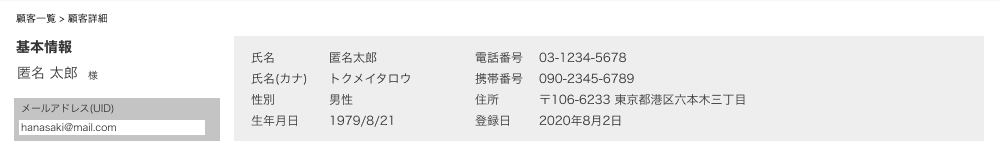 顧客一覧 > 顧客詳細
基本情報
匿名 太郎 様
メールアドレス(UID)
hanasaki@mail.com
氏名 匿名太郎 電話番号 03-1234-5678
氏名(カナ) トクメイタロウ 携帯番号 090-2345-6789
性別 男性 住所 〒106-6233 東京都港区六本木三丁目
生年月日 1979/8/21 登録日 2020年8月2日